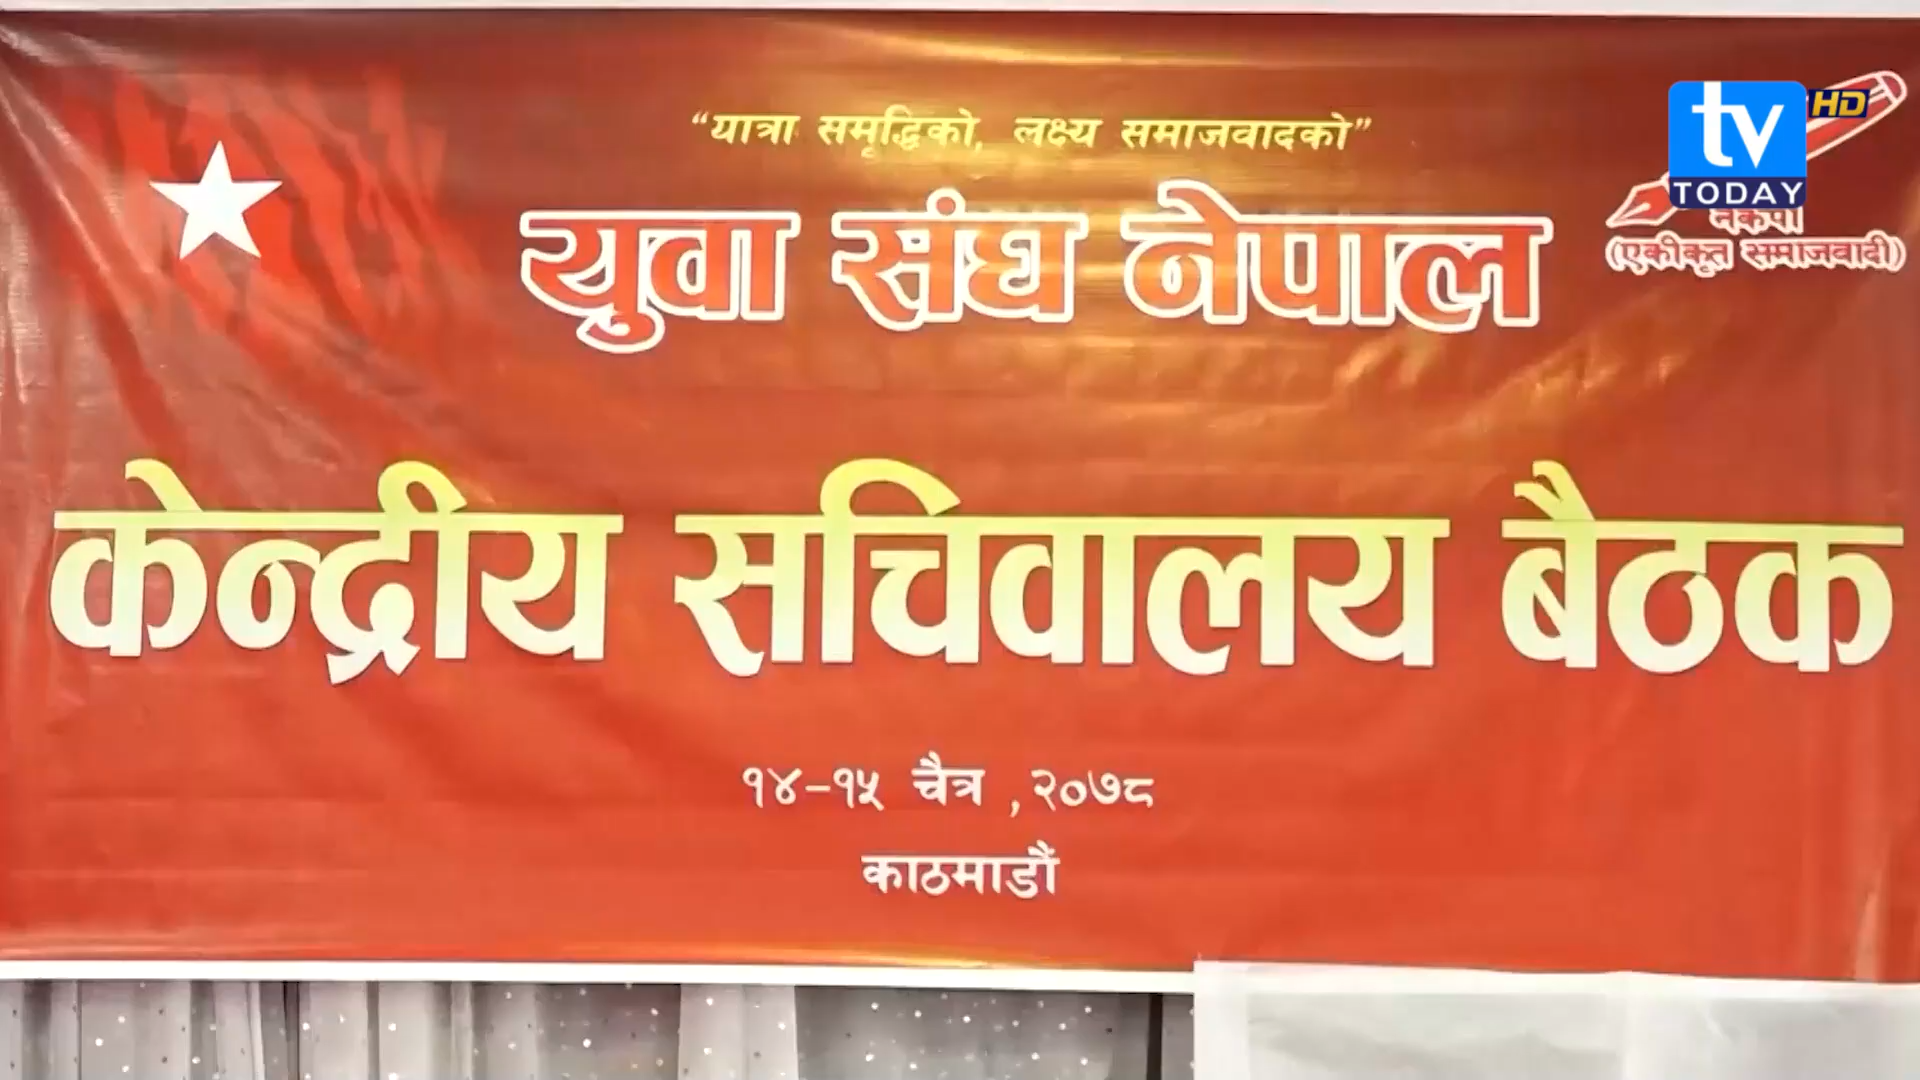 “यात्रा समृद्धिको, लक्ष्य समाजवादको”
युवा संघ नेपाल
tv HD
TODAY
नेकपा
(एकीकृत समाजवादी)
केन्द्रीय सचिवालय बैठक
१४-१५ चैत्र ,२०७८
काठमाडौं